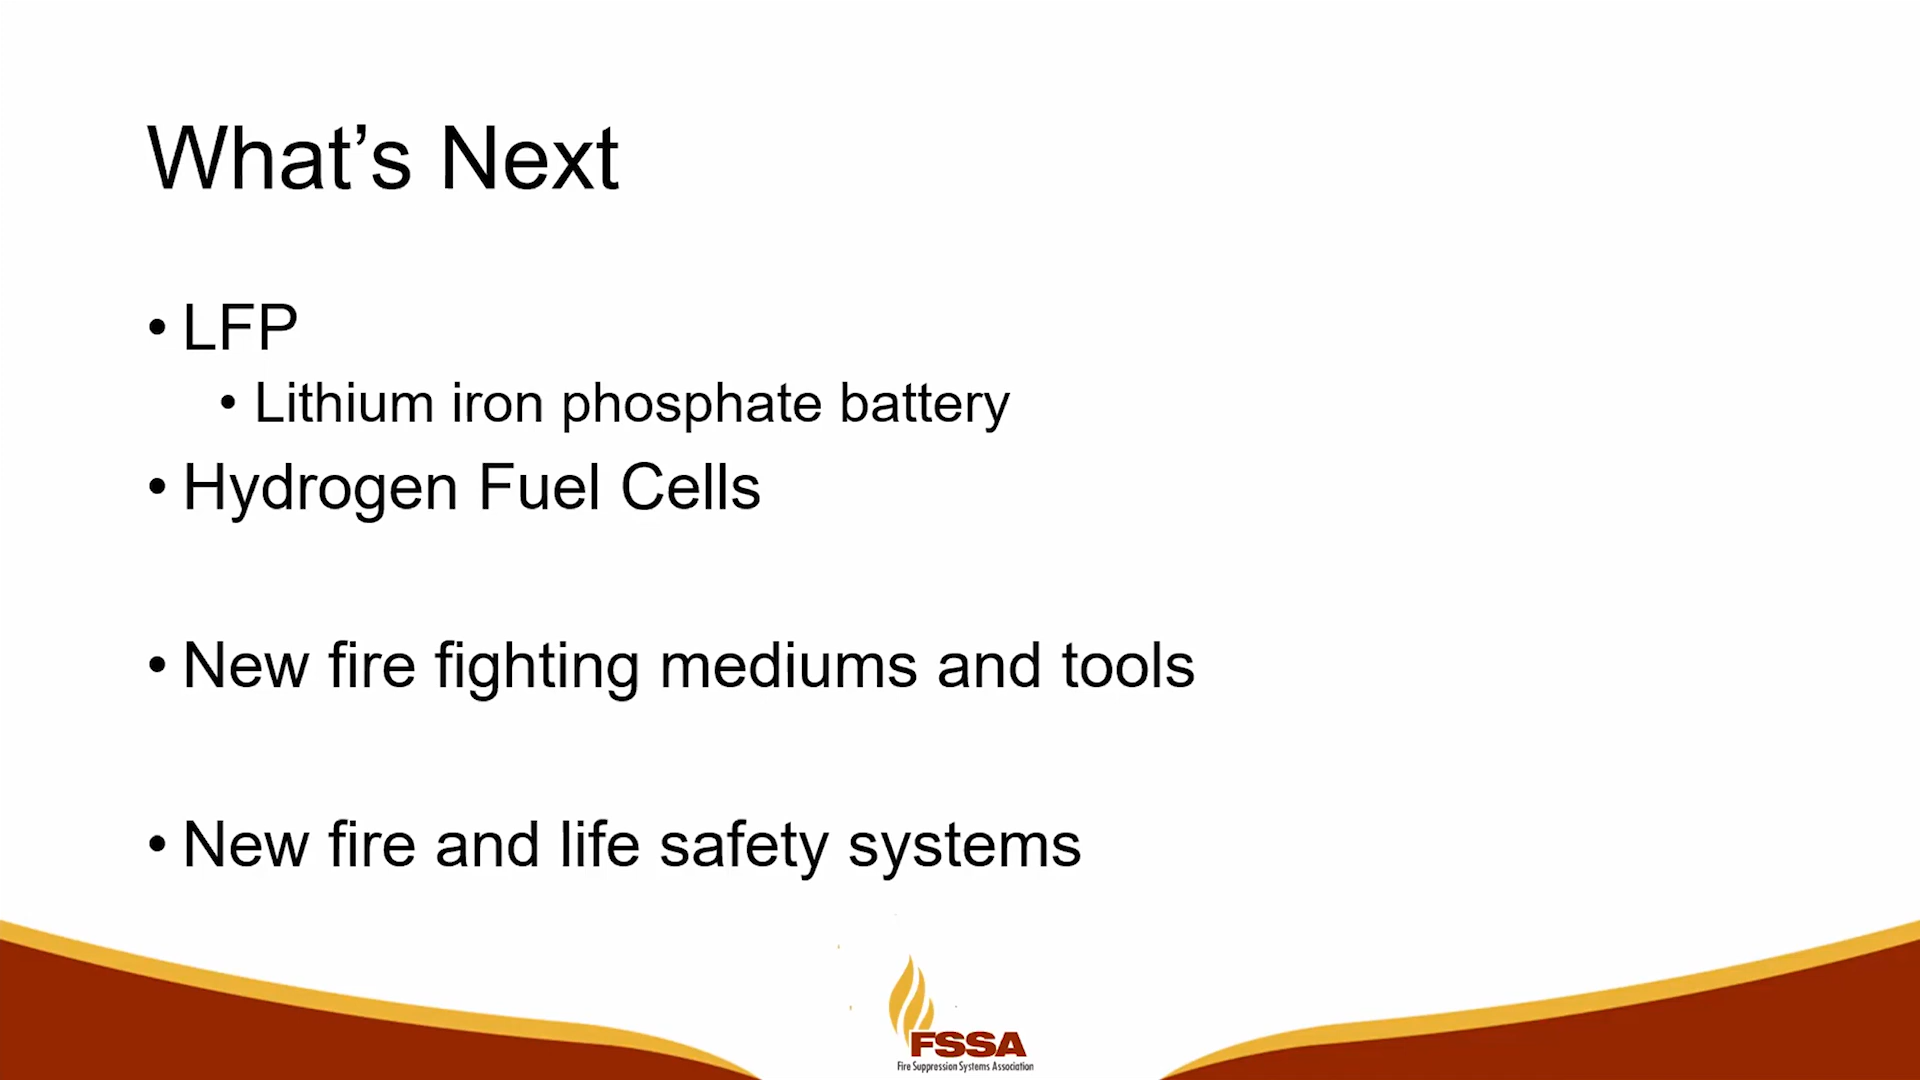 What’s Next
• LFP
• Lithium iron phosphate battery
• Hydrogen Fuel Cells
• New fire fighting mediums and tools
• New fire and life safety systems
FSSA
Fire Suppression Systems Association